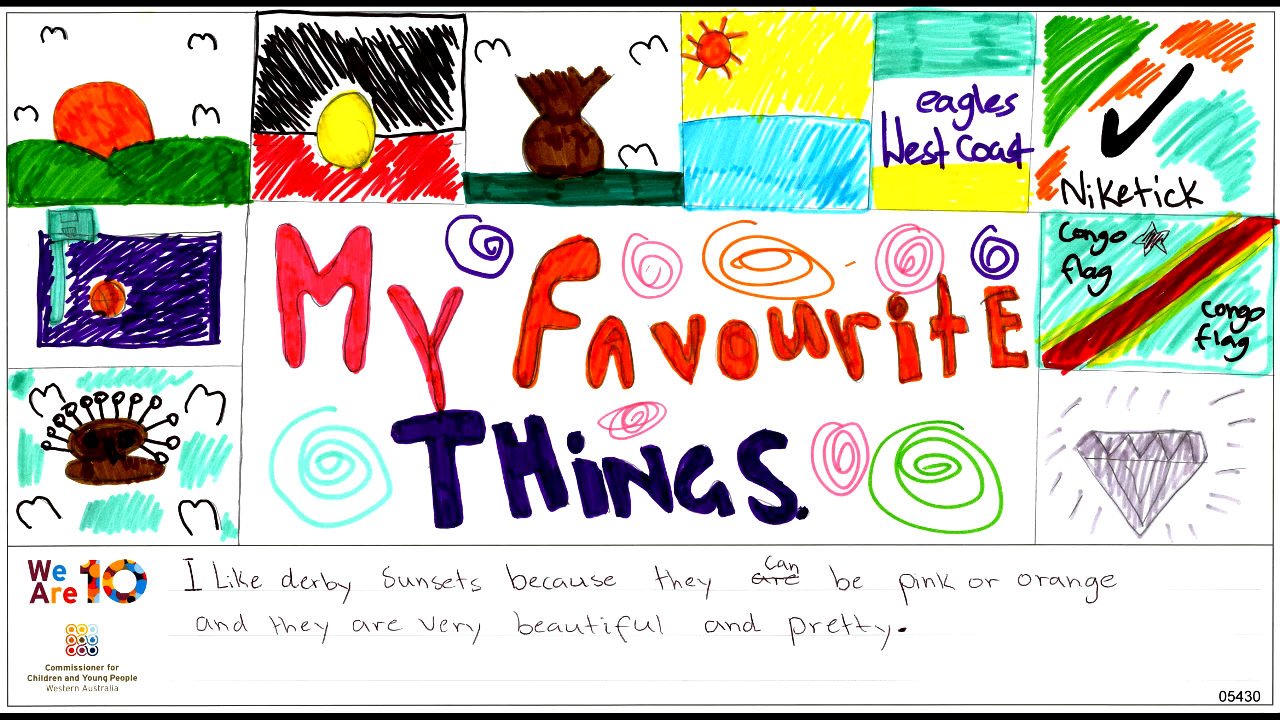 eagles
West Coast
Niketick
Congo
flag
Congo
flag
My Favourite
THiNGS.
We
Are 10
Commissioner for
Children and Young People
Western Australia
can
I Like derby Sunsets because they are be pink or orange
and they are very beautiful and pretty.
05430